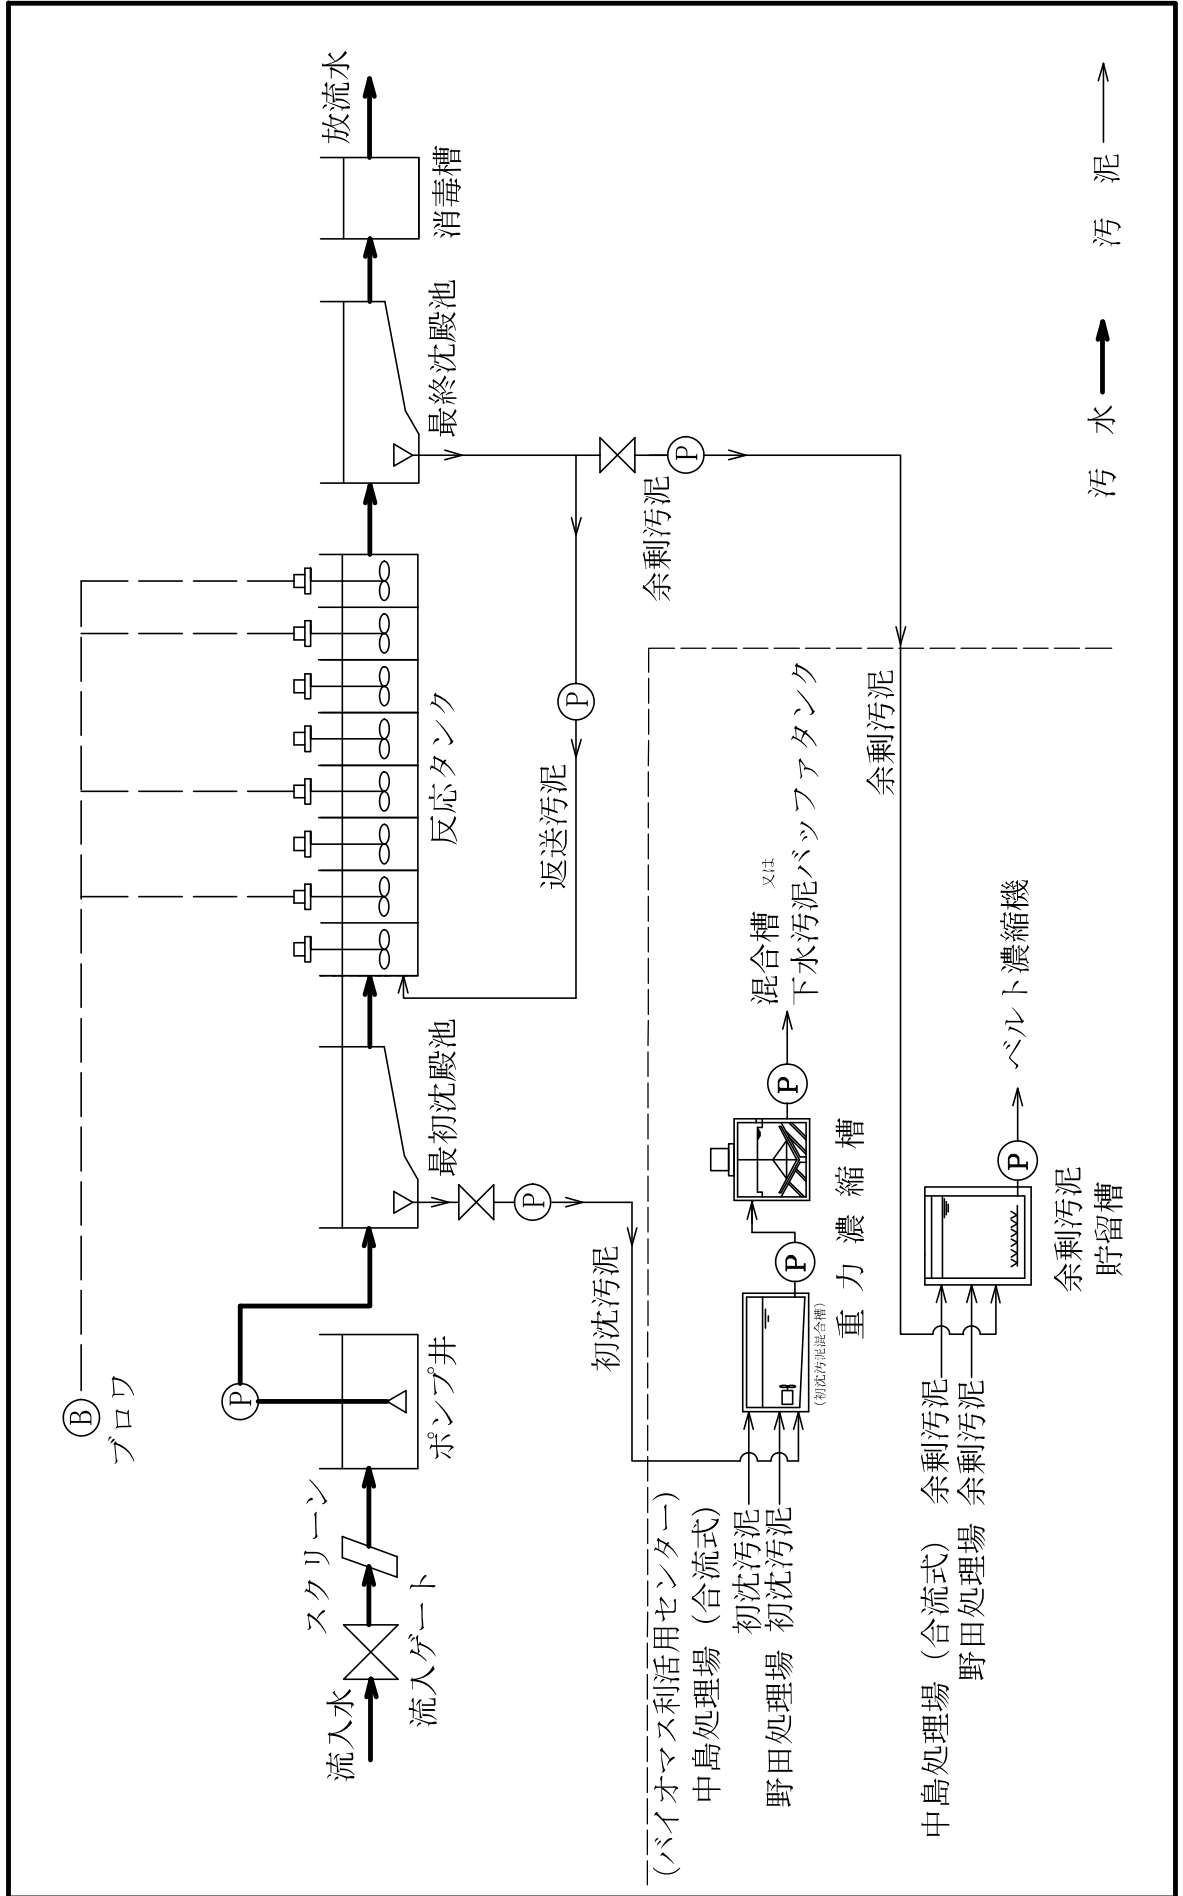 Ⓑ
ブロワ
流入水
流入ゲート
スクリーン
P
ポンプ井
最初沈殿池
反応タンク
最終沈殿池
消毒槽
放流水
P
初沈汚泥
P
返送汚泥
P
余剰汚泥
(バイオマス利活用センター)
中島処理場 (合流式)
初沈汚泥
野田処理場 初沈汚泥
(初沈汚泥混合槽)
P
重力濃縮槽
P
混合槽 又は
下水汚泥バッファタンク
余剰汚泥
中島処理場 (合流式) 余剰汚泥
野田処理場 余剰汚泥
余剰汚泥
貯留槽
P
ベルト濃縮機
汚 水
汚 泥